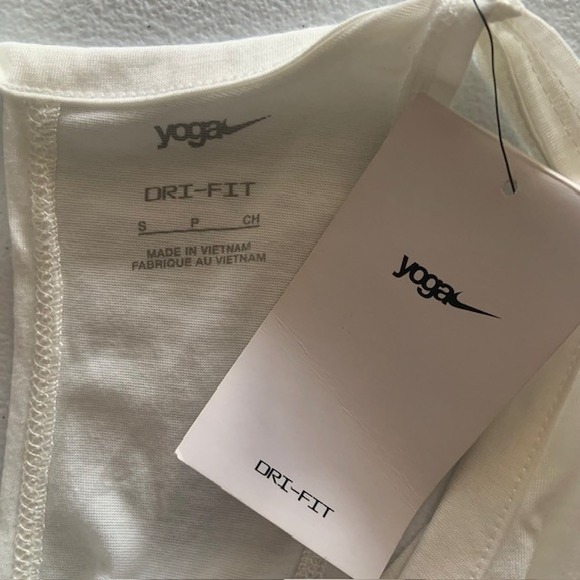 yoga
DRI-FIT
S P CH
MADE IN VIETNAM
FABRIQUE AU VIETNAM
yoga
DRI-FIT